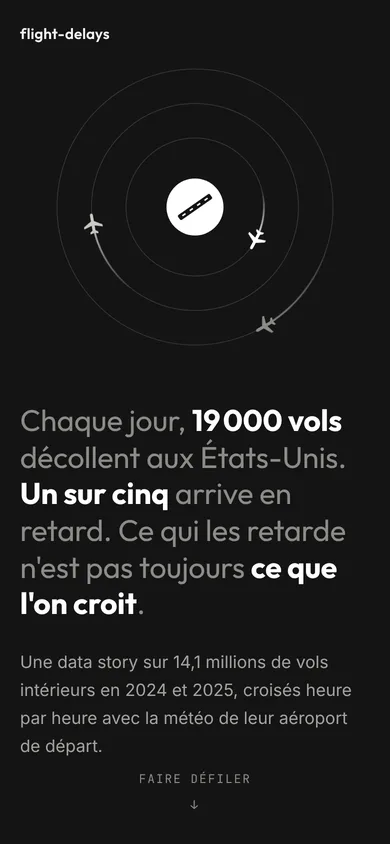 flight-delays
Chaque jour, 19 000 vols
décollent aux États-Unis.
Un sur cinq arrive en
retard. Ce qui les retarde
n'est pas toujours ce que
l'on croit.
Une data story sur 14,1 millions de vols
intérieurs en 2024 et 2025, croisés heure
par heure avec la météo de leur aéroport
de départ.
FAIRE DÉFILER
↓